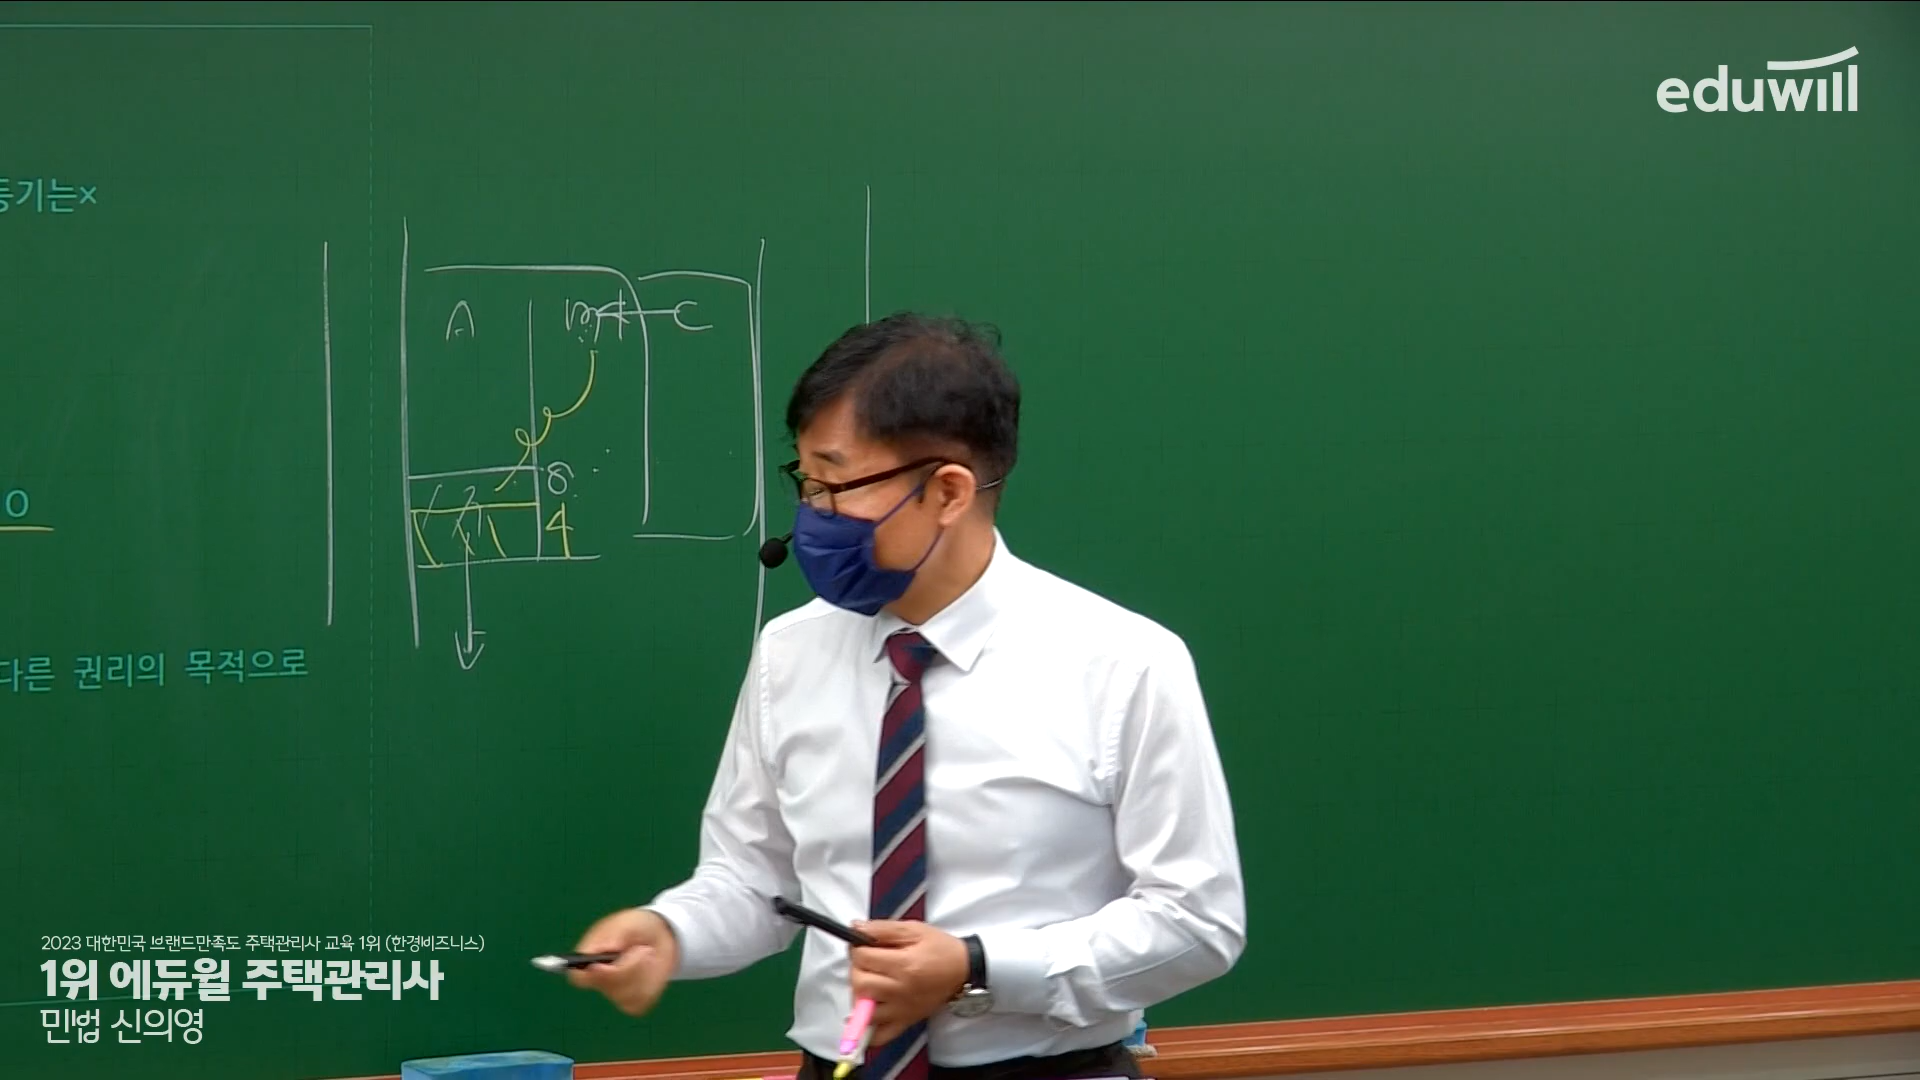 eduwill
등기는×
A
B
C
O
8
4
다른 권리의 목적으로
2023 대한민국 브랜드만족도 주택관리사 교육 1위 (한경비즈니스)
1위 에듀윌 주택관리사
민법 신의영